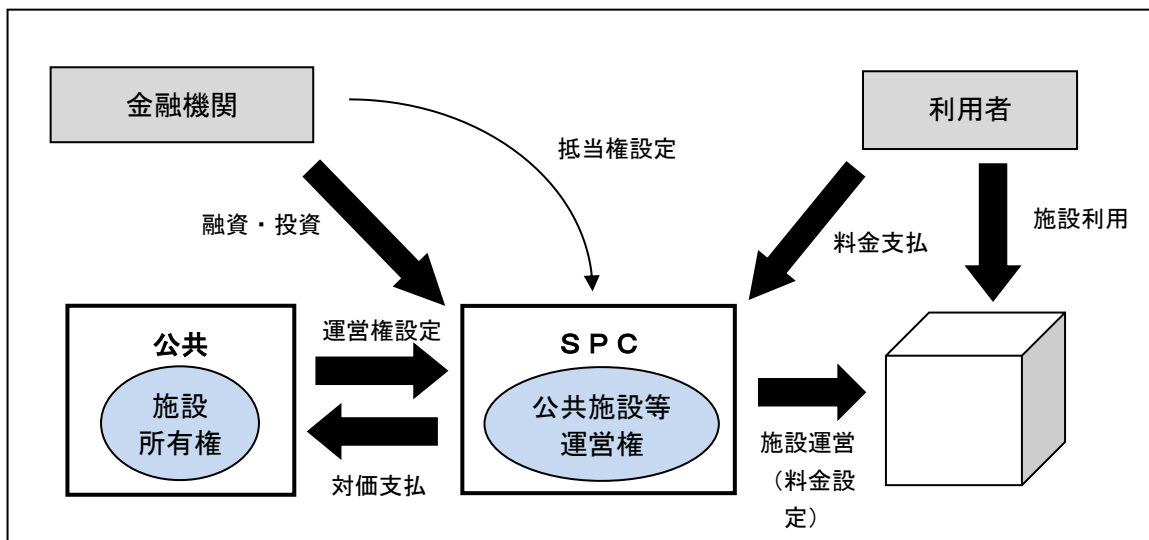 金融機関
利用者
抵当権設定
融資・投資
料金支払
施設利用
公共
施設
所有権
運営権設定
対価支払
ＳＰＣ
公共施設等
運営権
施設運営
（料金設
定）